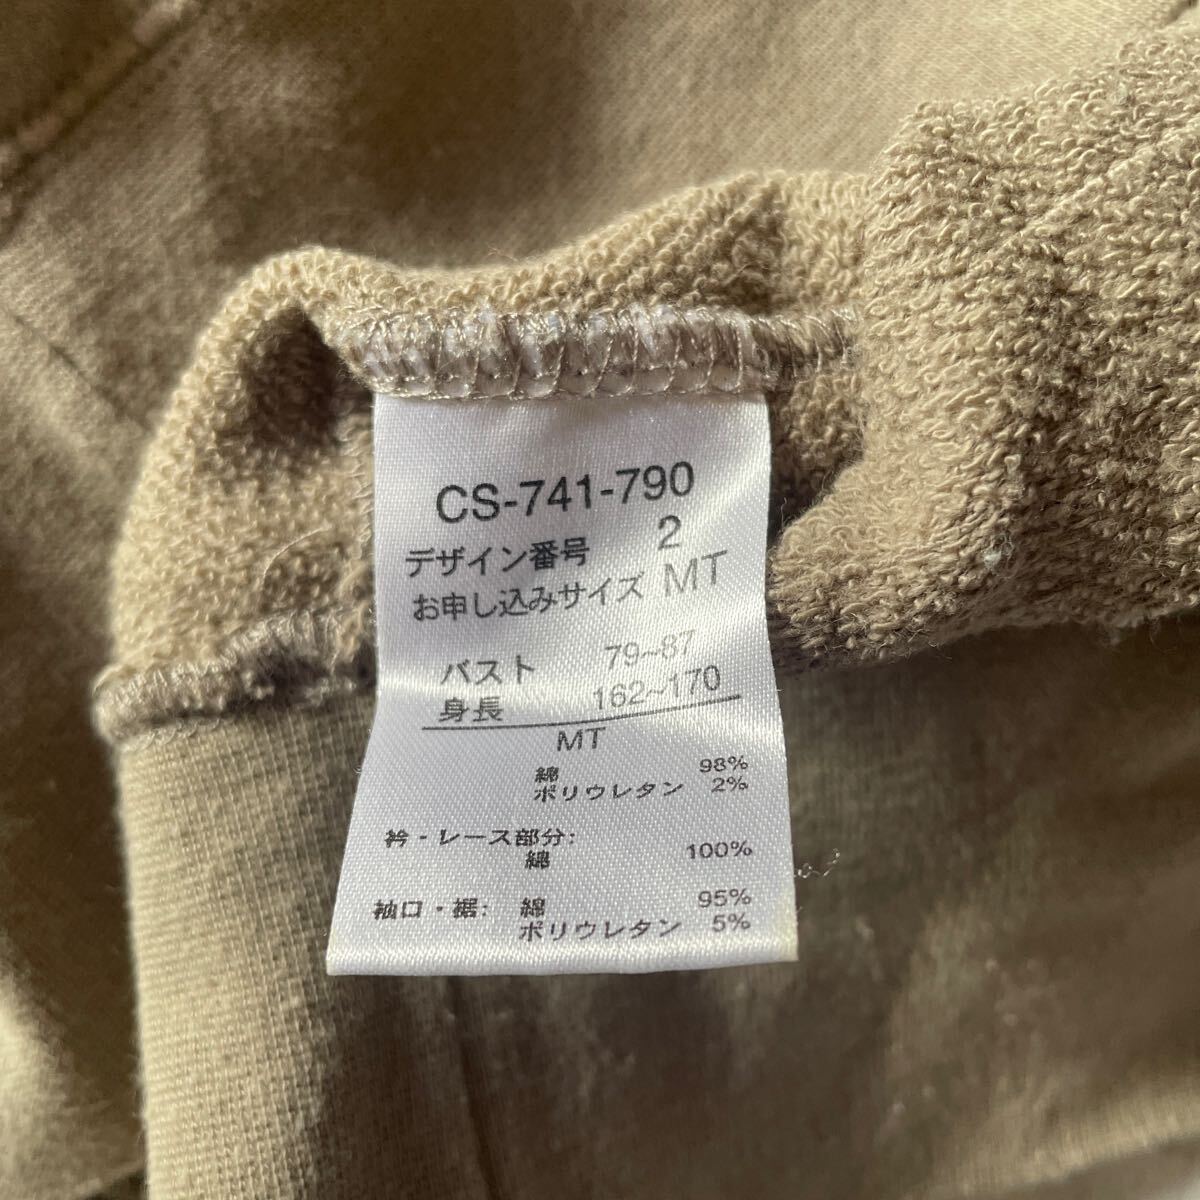 CS-741-790
デザイン番号 2
お申し込みサイズ MT
バスト 79~87
身長 162~170
MT
綿 98%
ポリウレタン 2%
衿・レース部分:
綿 100%
袖口・裾: 綿 95%
ポリウレタン 5%